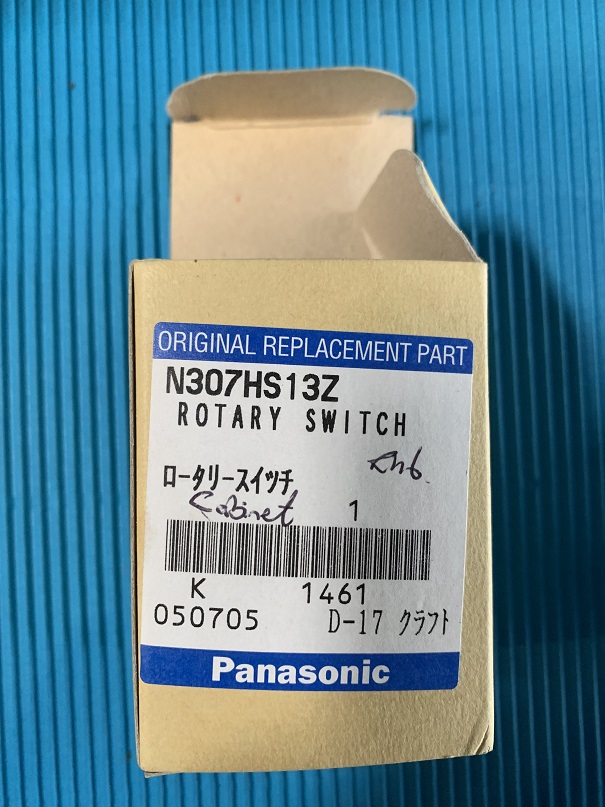 ORIGINAL REPLACEMENT PART
N307HS13Z
ROTARY SWITCH
ロータリースイッチ
Cabinet 1
K 1461
050705 D-17 クラフト
Panasonic